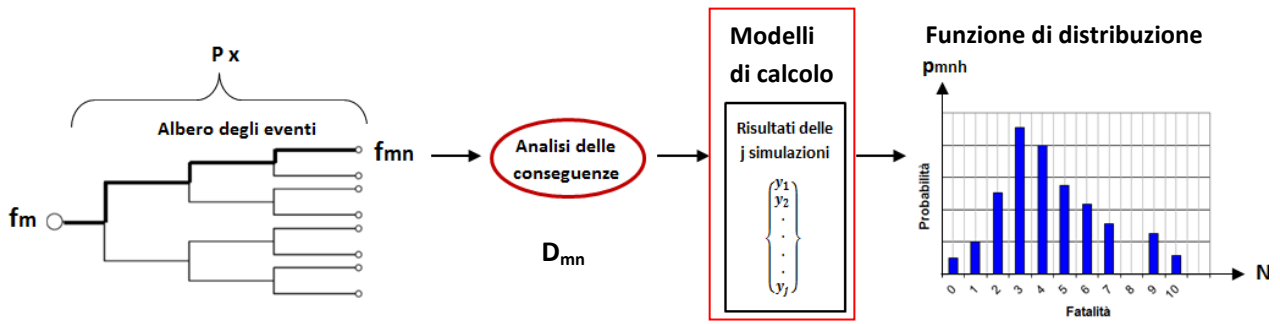 P x
Albero degli eventi
fm
fmn
Analisi delle
conseguenze
Dmn
Modelli
di calcolo
Risultati delle
j simulazioni
y1
y2
.
.
.
.
yj
Funzione di distribuzione
pmnh
Probabilità
0 1 2 3 4 5 6 7 8 9 10
N
Fatalità